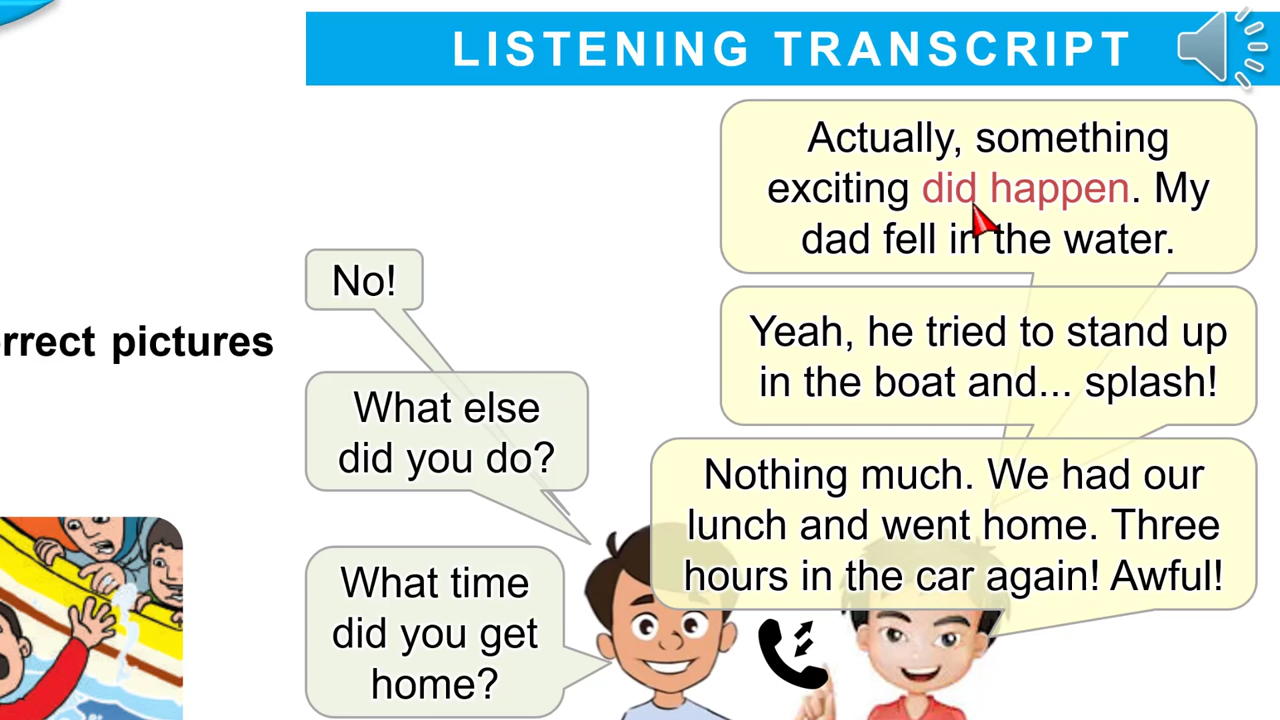 LISTENING TRANSCRIPT
Actually, something
exciting did happen. My
dad fell in the water.
No!
Yeah, he tried to stand up
in the boat and... splash!
rrect pictures
What else
did you do?
Nothing much. We had our
lunch and went home. Three
hours in the car again! Awful!
What time
did you get
home?